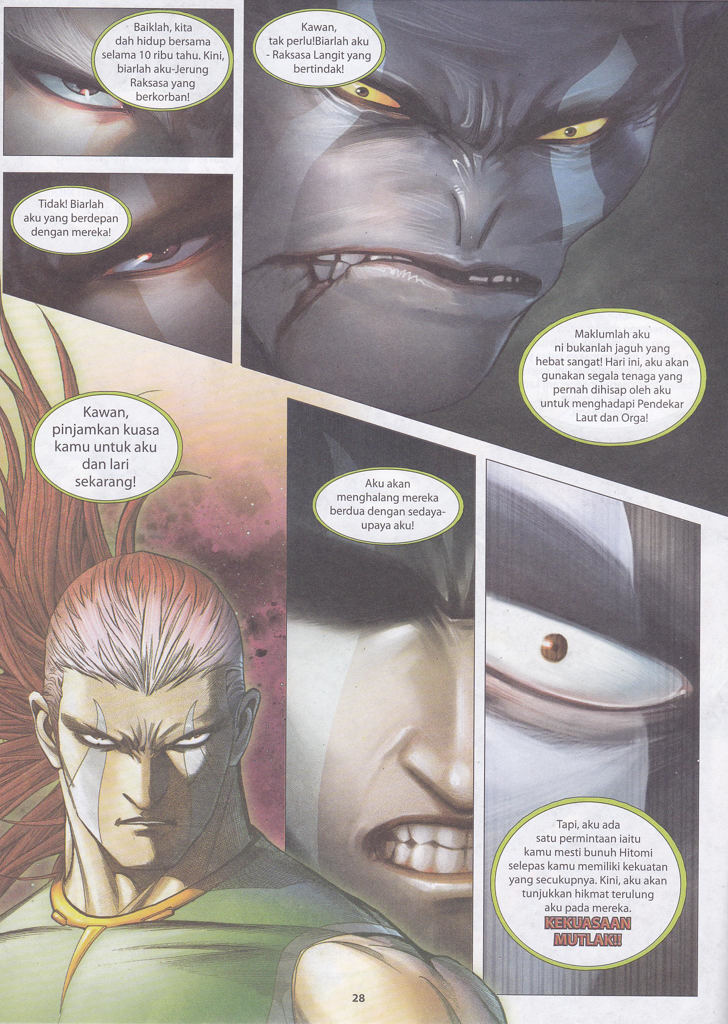 Baiklah, kita
dah hidup bersama
selama 10 ribu tahu. Kini,
biarlah aku-Jerung
Raksasa yang
berkorban!
Kawan,
tak perlu!Biarlah aku
- Raksasa Langit yang
bertindak!
Tidak! Biarlah
aku yang berdepan
dengan mereka!
Maklumlah aku
ni bukanlah jaguh yang
hebat sangat! Hari ini, aku akan
gunakan segala tenaga yang
pernah dihisap oleh aku
untuk menghadapi Pendekar
Laut dan Orga!
Kawan,
pinjamkan kuasa
kamu untuk aku
dan lari
sekarang!
Aku akan
menghalang mereka
berdua dengan sedaya-
upaya aku!
Tapi, aku ada
satu permintaan iaitu
kamu mesti bunuh Hitomi
selepas kamu memiliki kekuatan
yang secukupnya. Kini, aku akan
tunjukkan hikmat terulung
aku pada mereka.
KEKUASAAN
MUTLAK!!
28